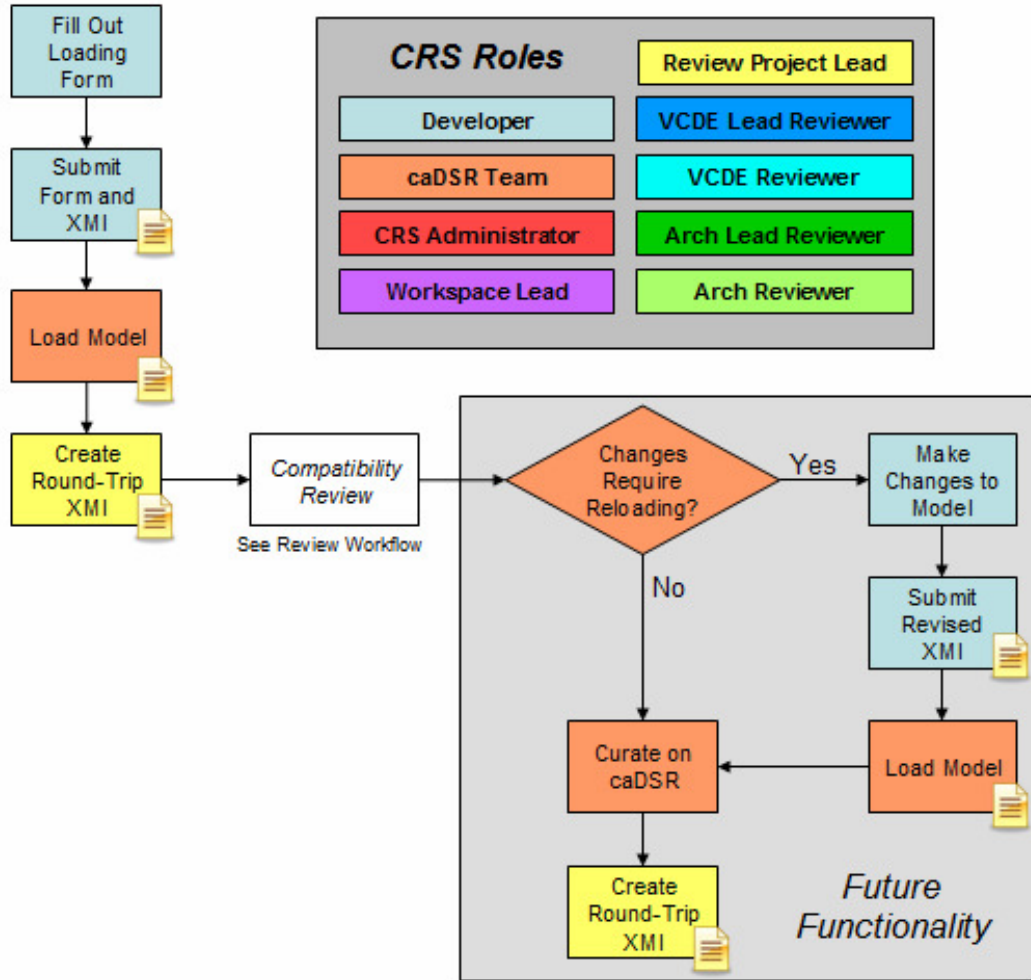 Fill Out
Loading
Form
Submit
Form and
XMI
Load Model
Create
Round-Trip
XMI
CRS Roles
Review Project Lead
Developer
VCDE Lead Reviewer
caDSR Team
VCDE Reviewer
CRS Administrator
Arch Lead Reviewer
Workspace Lead
Arch Reviewer
Compatibility
Review
See Review Workflow
Changes
Require
Reloading?
Yes
No
Make
Changes to
Model
Submit
Revised
XMI
Load Model
Curate on
caDSR
Create
Round-Trip
XMI
Future
Functionality